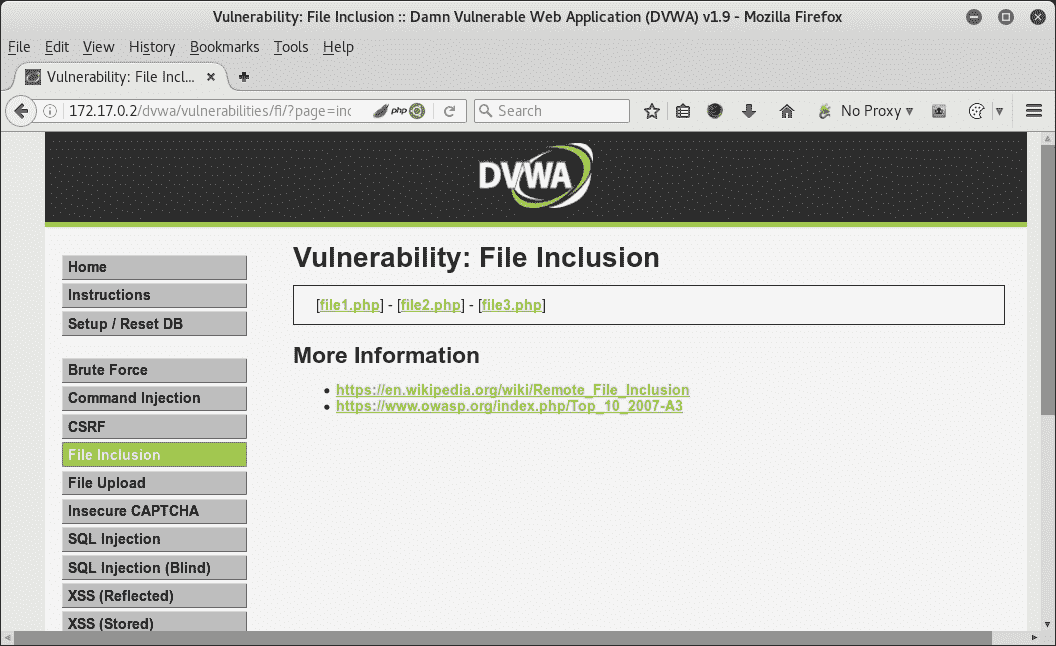 Vulnerability: File Inclusion :: Damn Vulnerable Web Application (DVWA) v1.9 - Mozilla Firefox
File Edit View History Bookmarks Tools Help
Vulnerability: File Incl...
172.17.0.2/dvwa/vulnerabilities/fi/?page=inc php Search No Proxy
DVWA
Vulnerability: File Inclusion
[file1.php] - [file2.php] - [file3.php]
More Information
https://en.wikipedia.org/wiki/Remote_File_Inclusion
https://www.owasp.org/index.php/Top_10_2007-A3
Home
Instructions
Setup / Reset DB
Brute Force
Command Injection
CSRF
File Inclusion
File Upload
Insecure CAPTCHA
SQL Injection
SQL Injection (Blind)
XSS (Reflected)
XSS (Stored)